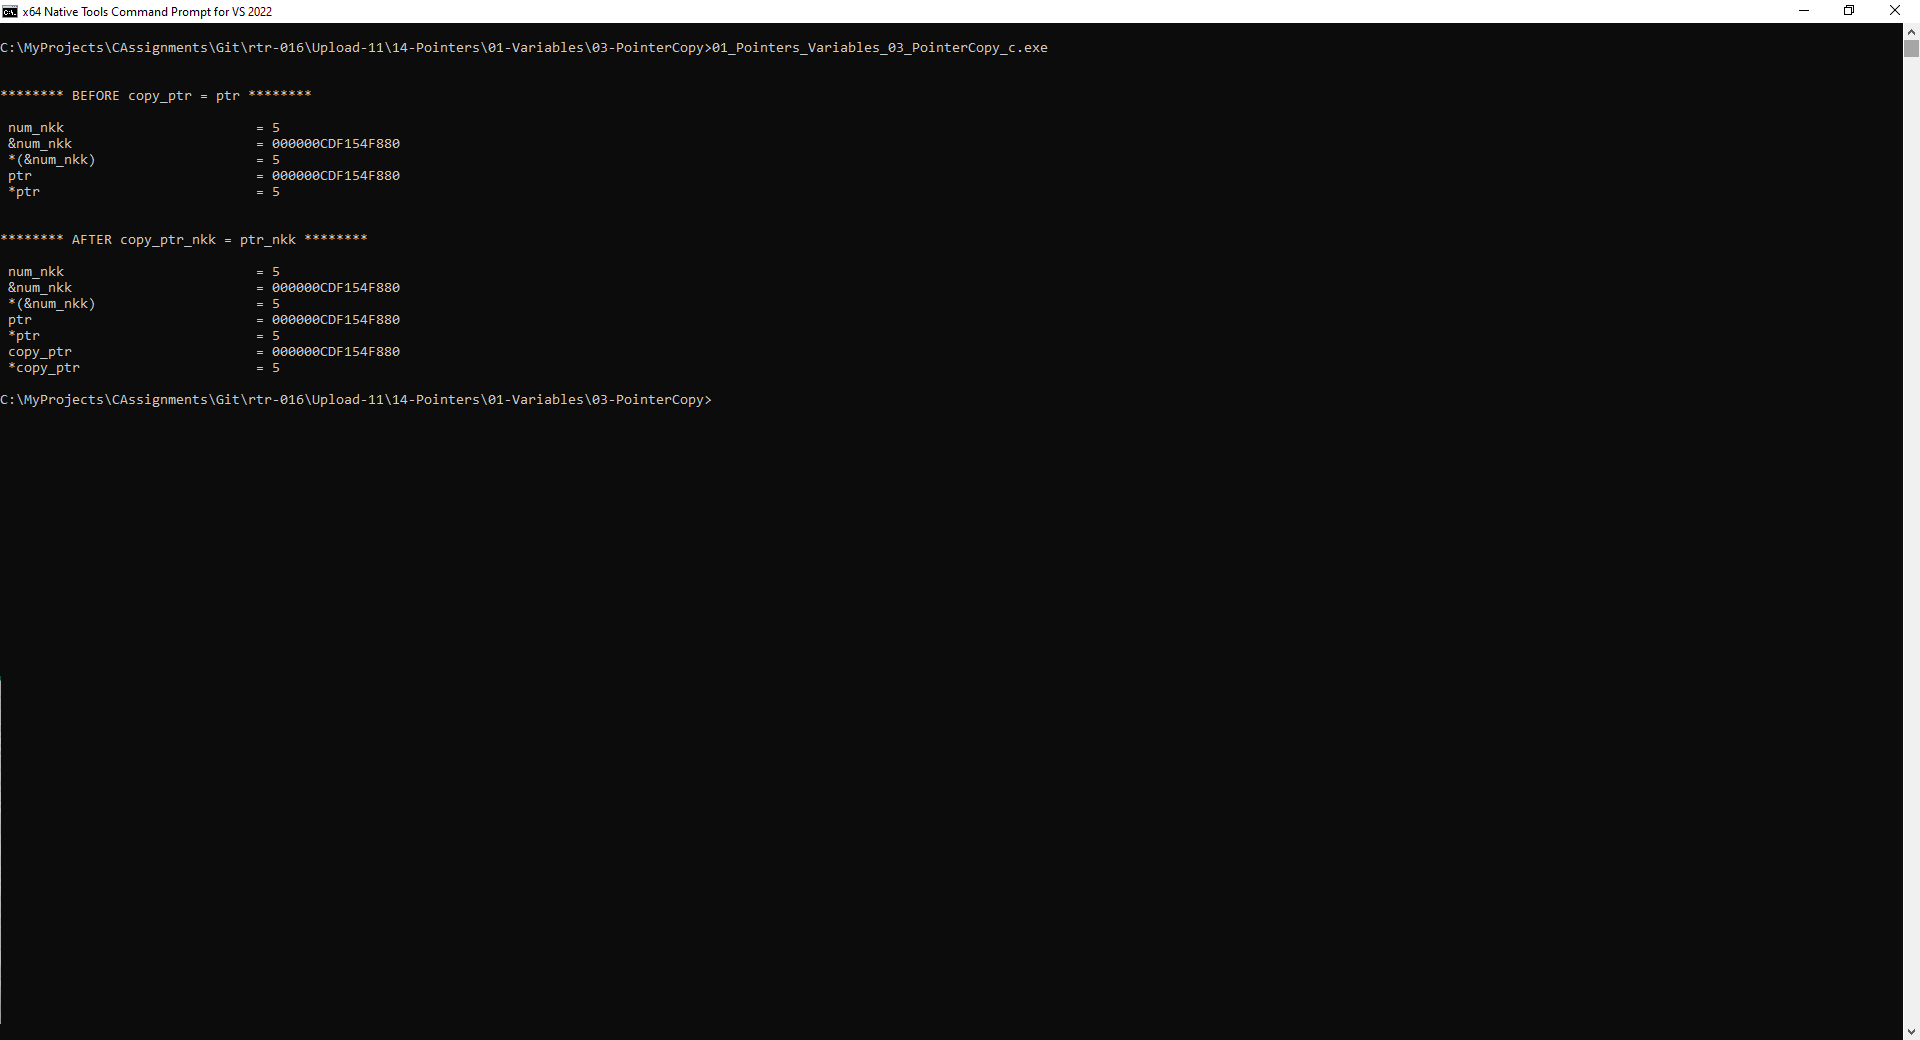 x64 Native Tools Command Prompt for VS 2022
C:\MyProjects\CAssignments\Git\rtr-016\Upload-11\14-Pointers\01-Variables\03-PointerCopy>01_Pointers_Variables_03_PointerCopy_c.exe
******** BEFORE copy_ptr = ptr ********
num_nkk = 5
&num_nkk = 000000CDF154F880
*(&num_nkk) = 5
ptr = 000000CDF154F880
*ptr = 5
******** AFTER copy_ptr_nkk = ptr_nkk ********
num_nkk = 5
&num_nkk = 000000CDF154F880
*(&num_nkk) = 5
ptr = 000000CDF154F880
*ptr = 5
copy_ptr = 000000CDF154F880
*copy_ptr = 5
C:\MyProjects\CAssignments\Git\rtr-016\Upload-11\14-Pointers\01-Variables\03-PointerCopy>